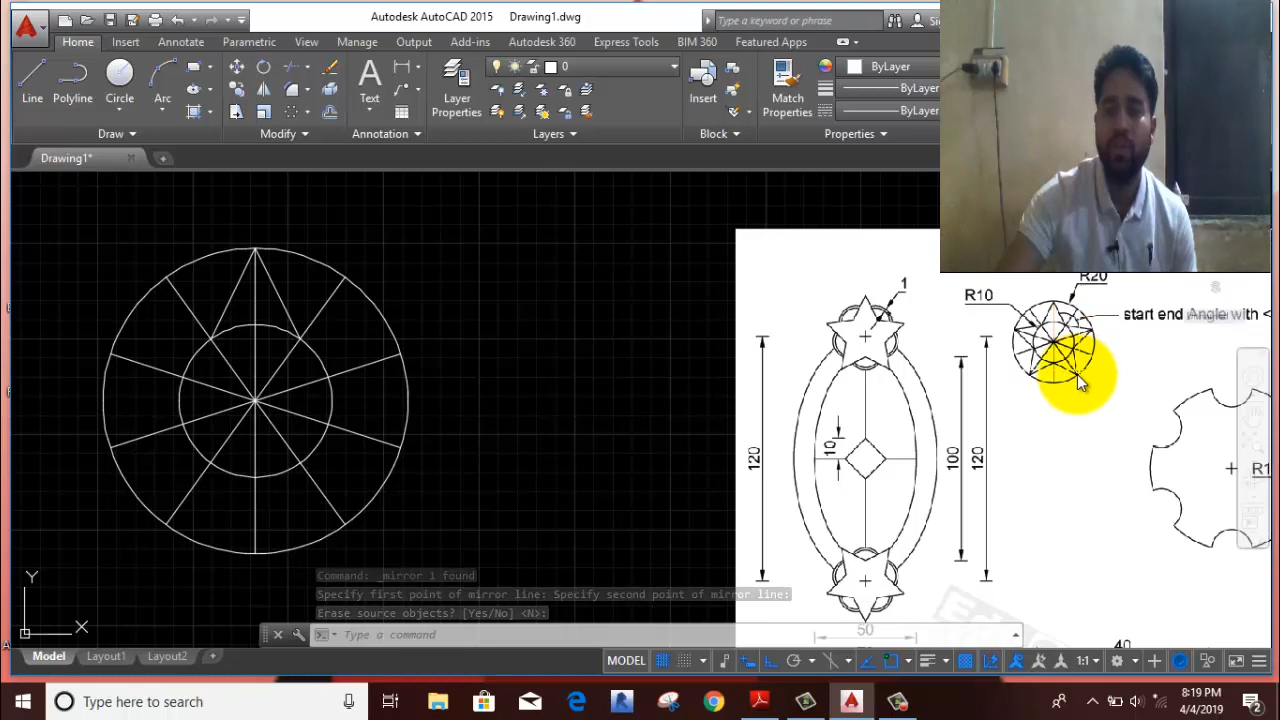 Autodesk AutoCAD 2015 Drawing1.dwg
Type a keyword or phrase
Home Insert Annotate Parametric View Manage Output Add-ins Autodesk 360 Express Tools BIM 360 Featured Apps
0
ByLayer
ByLayer
ByLayer
Line Polyline Circle Arc
Text
Layer Properties
Insert
Match Properties
Draw Modify Annotation Layers Block Properties
Drawing1*
1
R20
R10
start end Angle with <
120
10
100
120
R1
50
40
Y
X
Command: _mirror 1 found
Specify first point of mirror line: Specify second point of mirror line:
Erase source objects? [Yes/No] <N>:
Type a command
Model Layout1 Layout2
MODEL
1:1
Type here to search
8:19 PM
4/4/2019
2